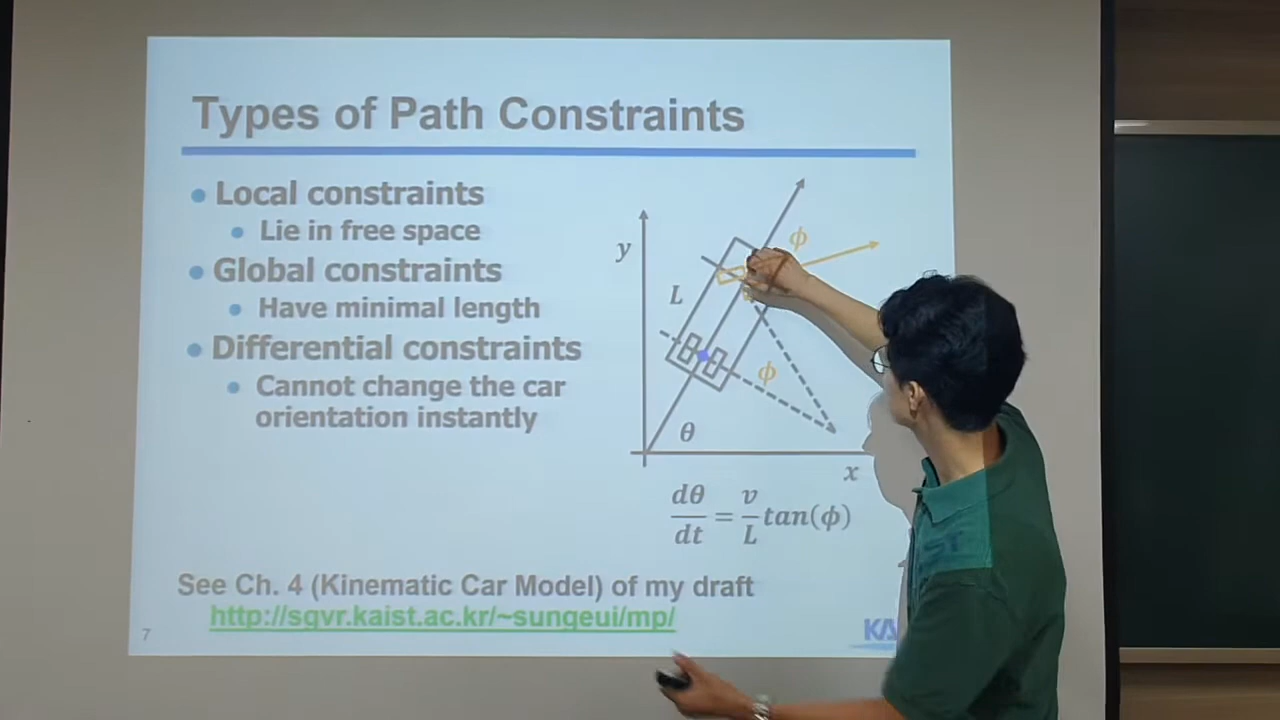 Types of Path Constraints
Local constraints
Lie in free space
Global constraints
Have minimal length
Differential constraints
Cannot change the car
orientation instantly
y
L
ϕ
ϕ
θ
x
dθ/dt = v/L tan(ϕ)
See Ch. 4 (Kinematic Car Model) of my draft
http://sgvr.kaist.ac.kr/~sungeui/mp/
7
KA